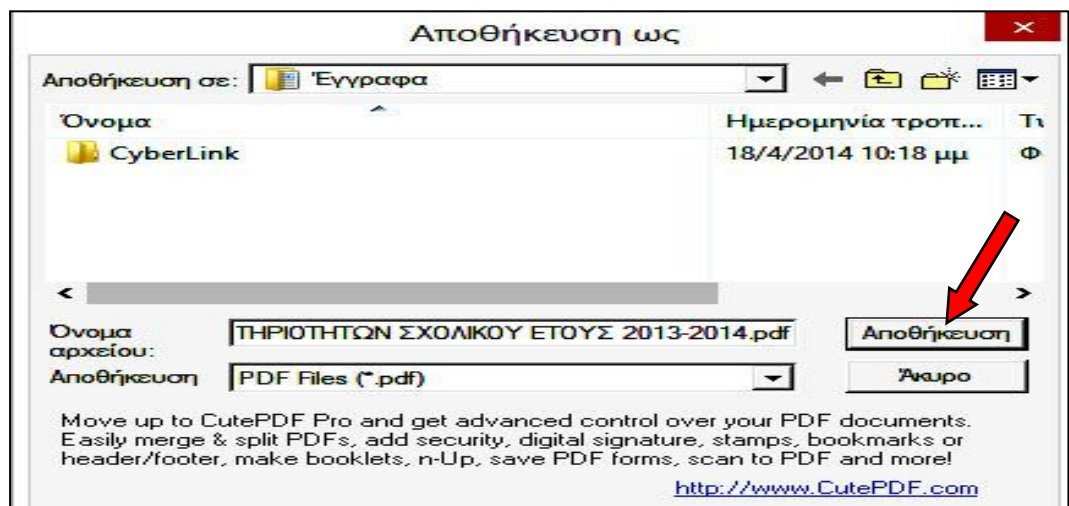 Αποθήκευση ως
Αποθήκευση σε: Έγγραφα
Όνομα Ημερομηνία τροπ...
CyberLink 18/4/2014 10:18 μμ Φ
Όνομα αρχείου: ΤΗΡΙΟΤΗΤΩΝ ΣΧΟΛΙΚΟΥ ΕΤΟΥΣ 2013-2014.pdf Αποθήκευση
Αποθήκευση PDF Files (*.pdf) Άκυρο
Move up to CutePDF Pro and get advanced control over your PDF documents.
Easily merge & split PDFs, add security, digital signature, stamps, bookmarks or
header/footer, make booklets, n-Up, save PDF forms, scan to PDF and more!
http://www.CutePDF.com